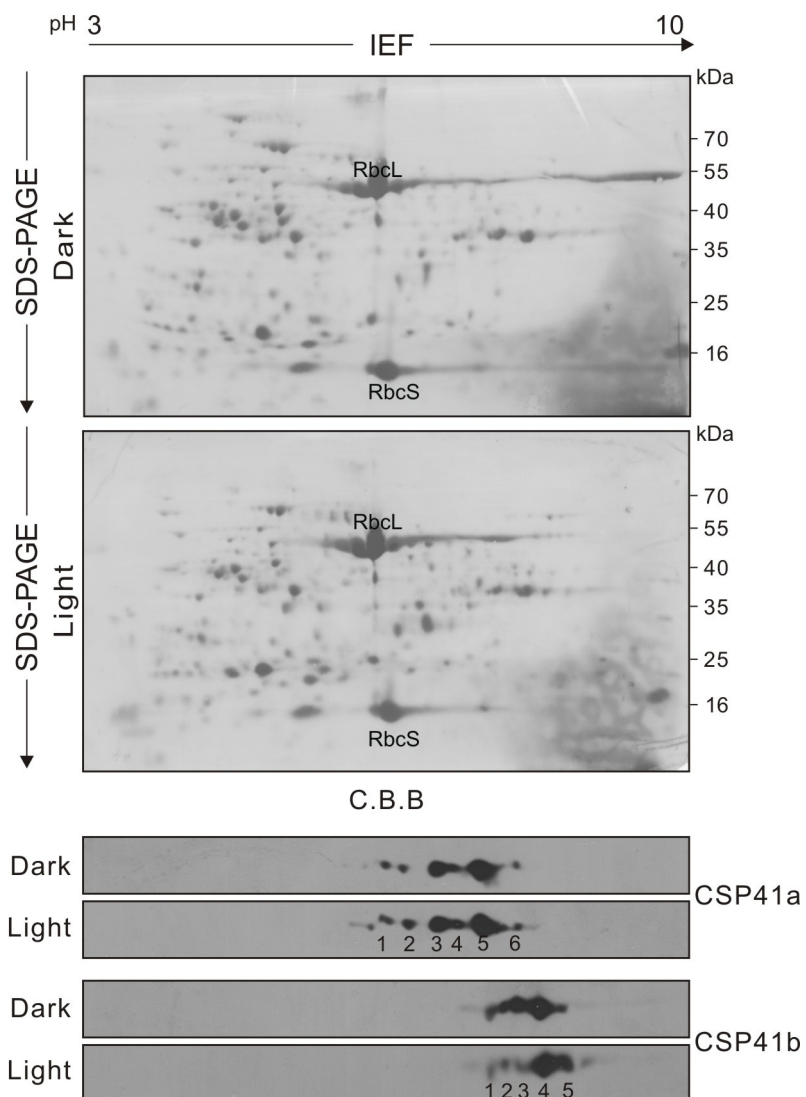 pH 3 IEF 10
SDS-PAGE
Dark
kDa
70
55
40
35
25
16
RbcL
RbcS
SDS-PAGE
Light
kDa
70
55
40
35
25
16
RbcL
RbcS
C.B.B
Dark
Light
CSP41a
1 2 3 4 5 6
Dark
Light
CSP41b
1 2 3 4 5